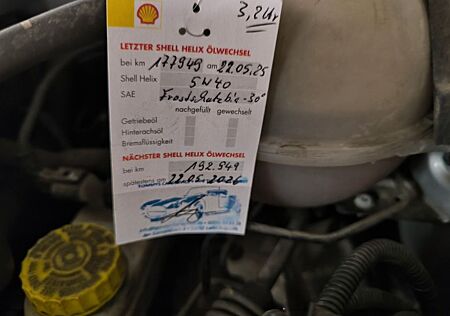 3,2 Ltr
LETZTER SHELL HELIX ÖLWECHSEL
bei km 177949 am 22.05.25
Shell Helix 5W40
SAE Frostschutz bis -30°
nachgefüllt gewechselt
Getriebeöl
Hinterachsöl
Bremsflüssigkeit
NÄCHSTER SHELL HELIX ÖLWECHSEL
bei km 192.949
spätestens am 22.05.2026